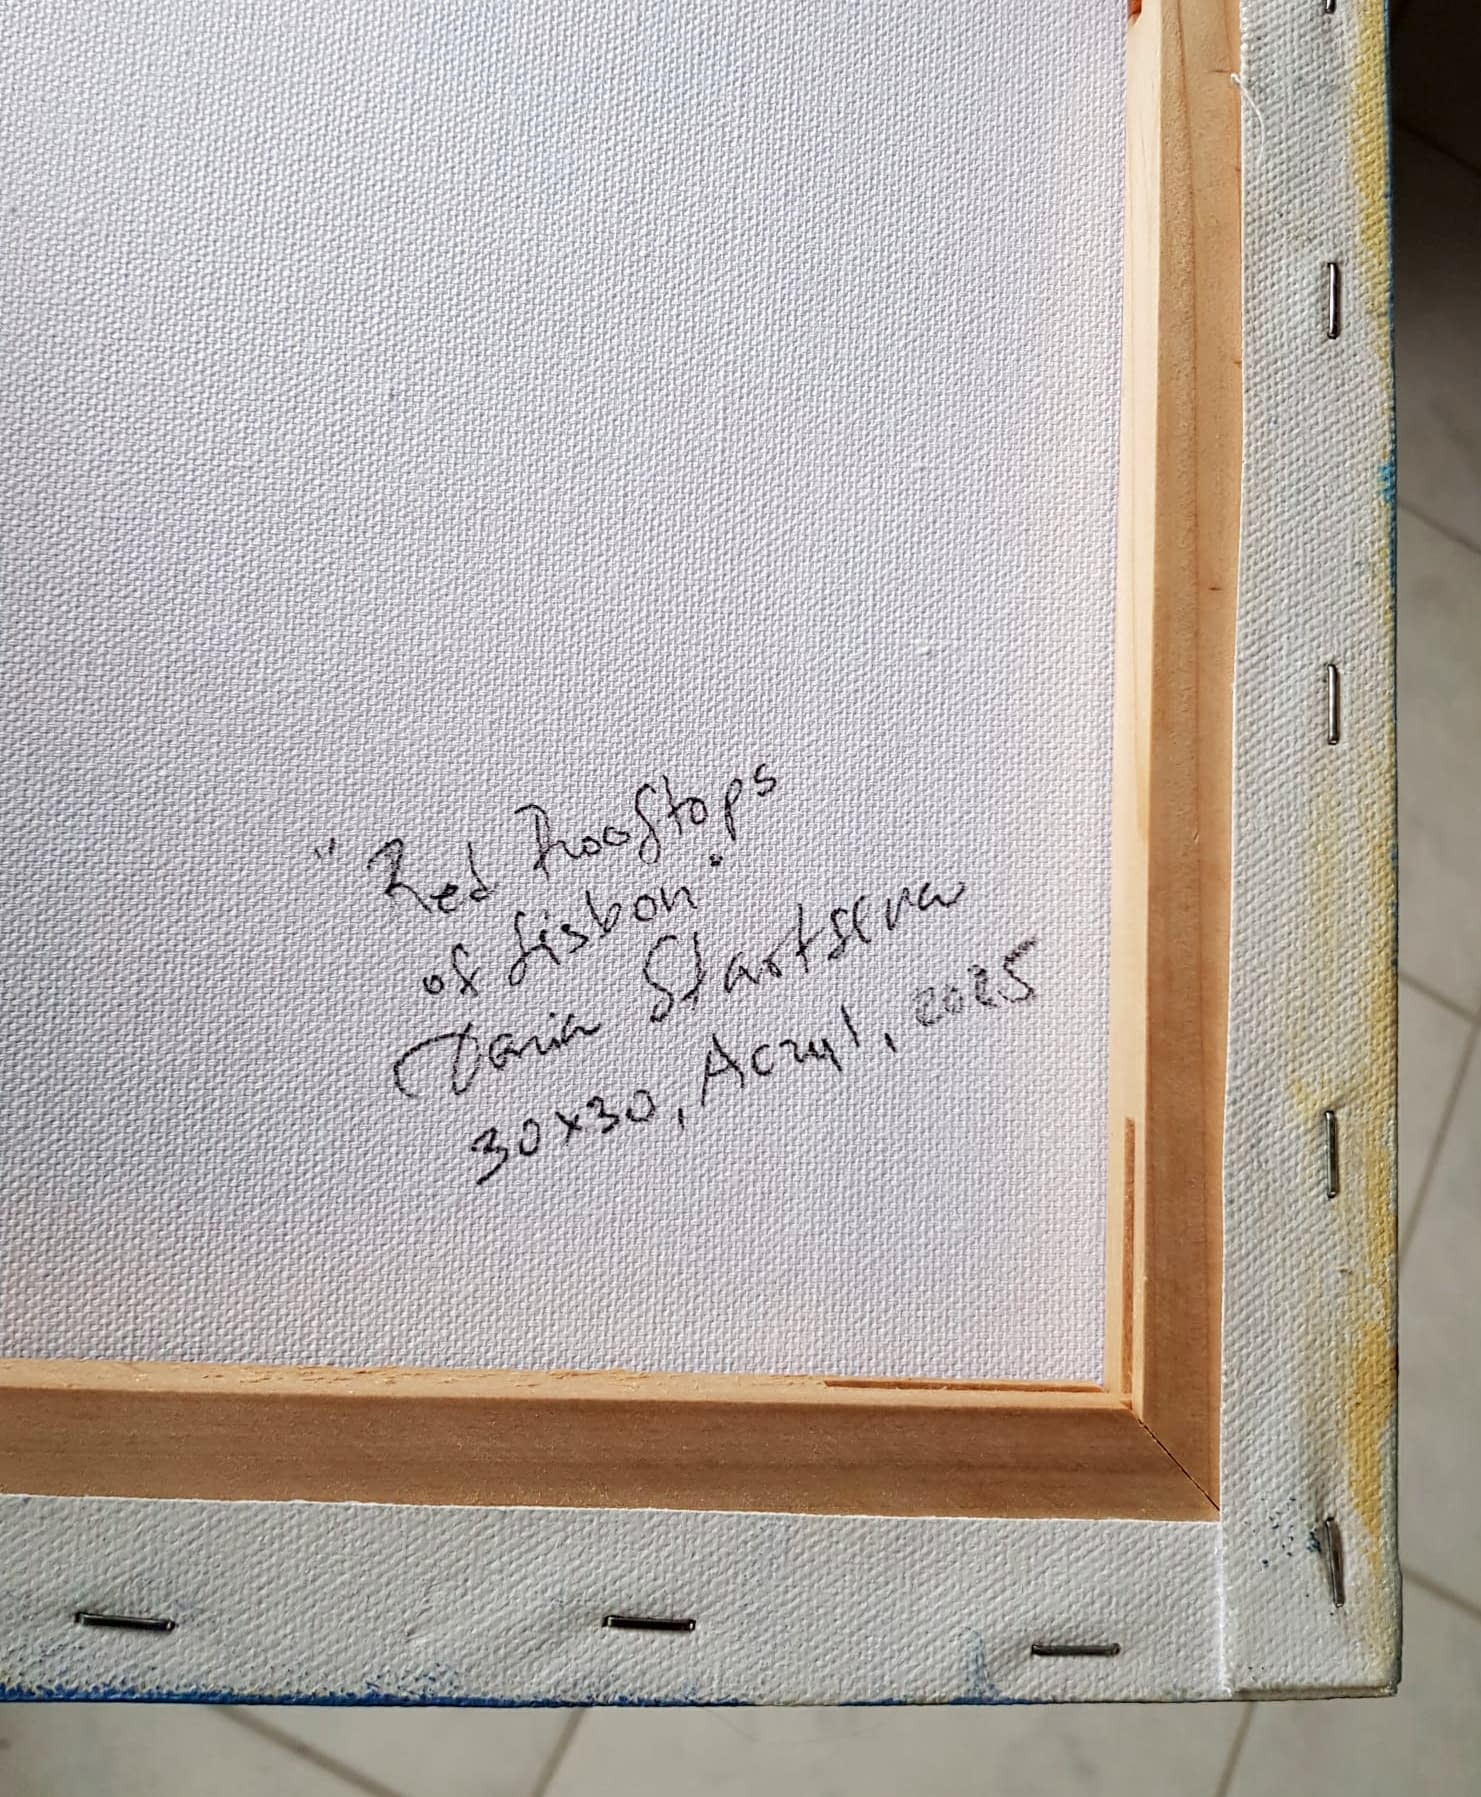 "Red Rooftops
of Lisbon"
Daria Startseva
30x30, Acryl, 2025